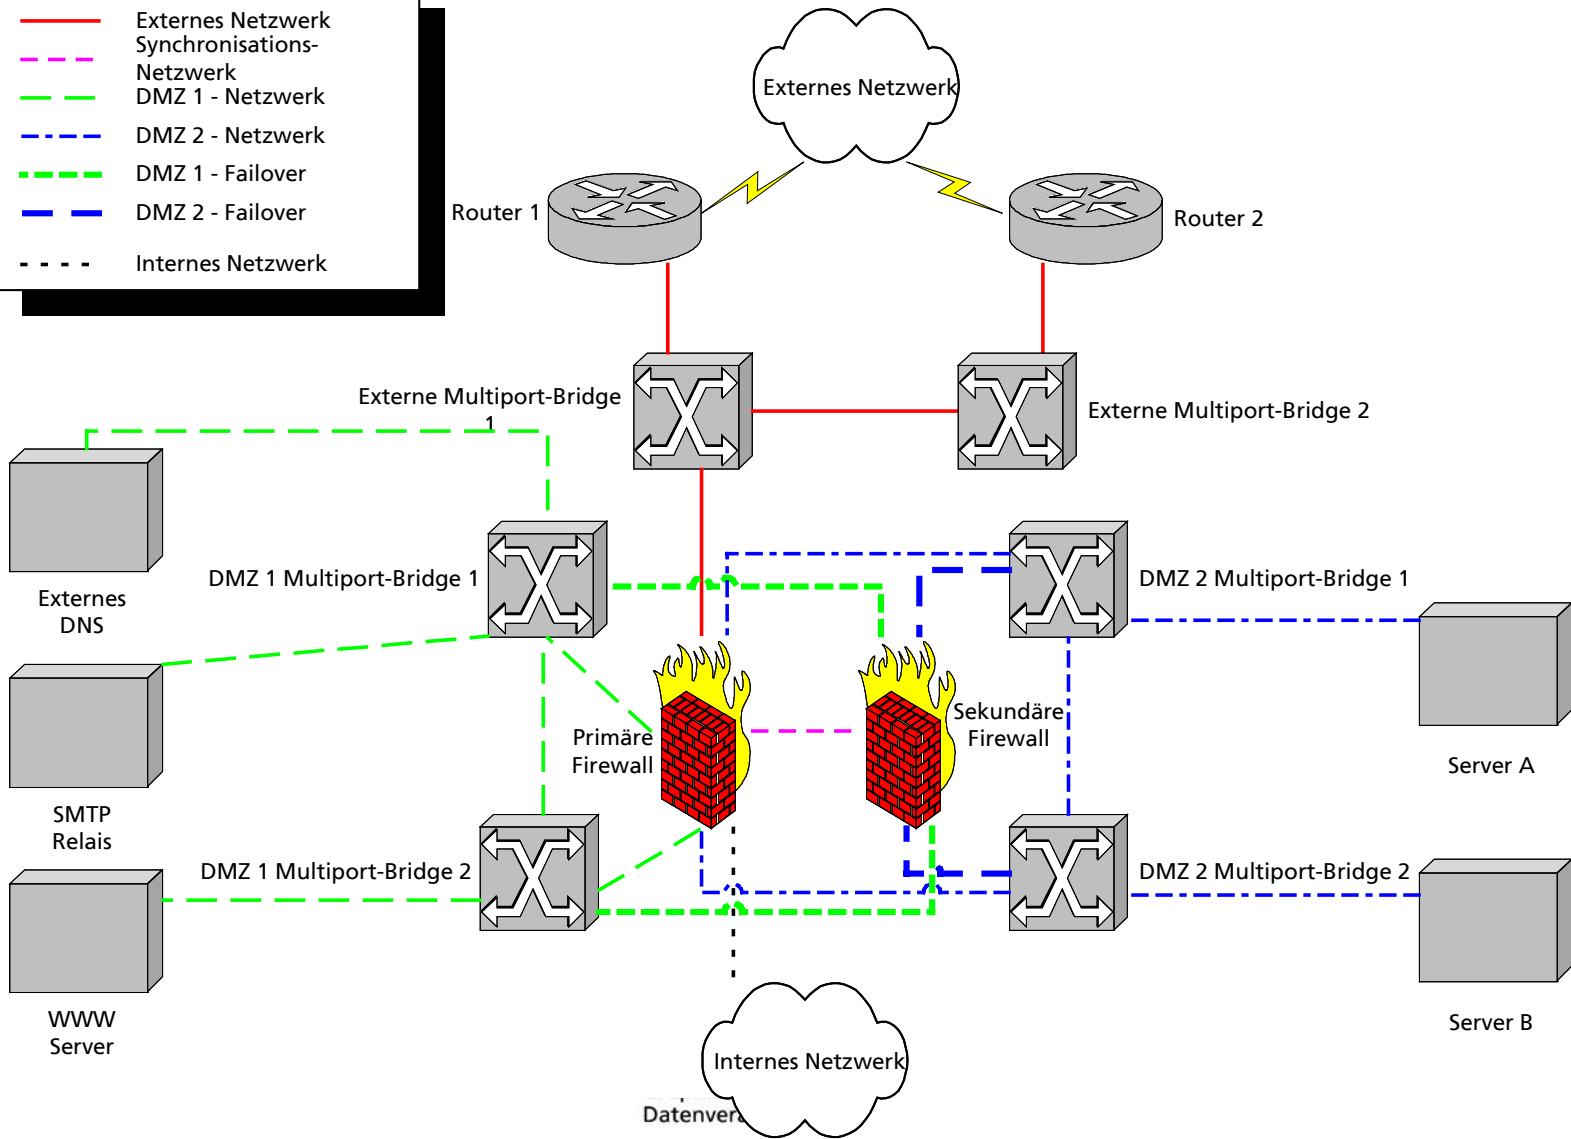 Externes Netzwerk
Synchronisations-
Netzwerk
DMZ 1 - Netzwerk
DMZ 2 - Netzwerk
DMZ 1 - Failover
DMZ 2 - Failover
Internes Netzwerk
Externes Netzwerk
Router 1
Router 2
Externe Multiport-Bridge
1
Externe Multiport-Bridge 2
Externes
DNS
DMZ 1 Multiport-Bridge 1
DMZ 2 Multiport-Bridge 1
Primäre
Firewall
Sekundäre
Firewall
Server A
SMTP
Relais
DMZ 1 Multiport-Bridge 2
DMZ 2 Multiport-Bridge 2
WWW
Server
Server B
Internes Netzwerk